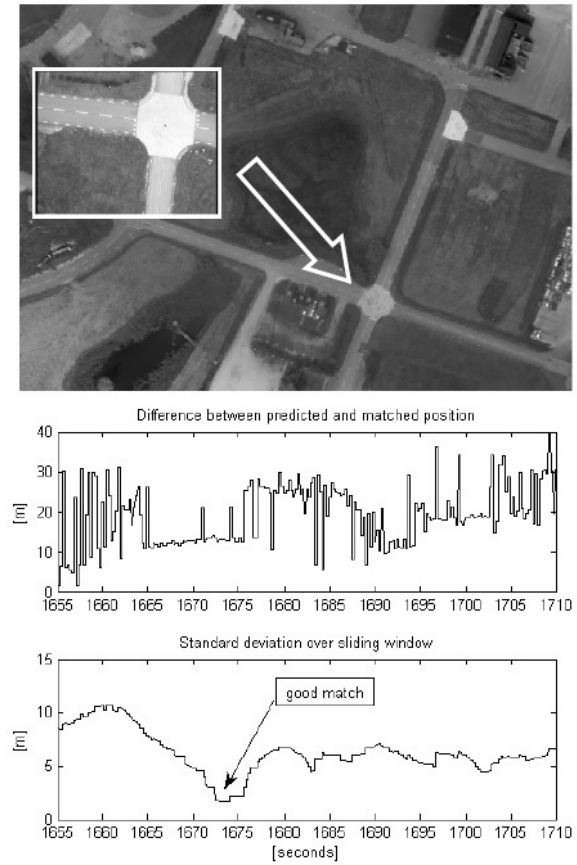 Difference between predicted and matched position
40
30
20
10
0
[m]
1655 1660 1665 1670 1675 1680 1685 1690 1695 1700 1705 1710
Standard deviation over sliding window
15
10
5
0
[m]
good match
1655 1660 1665 1670 1675 1680 1685 1690 1695 1700 1705 1710
[seconds]